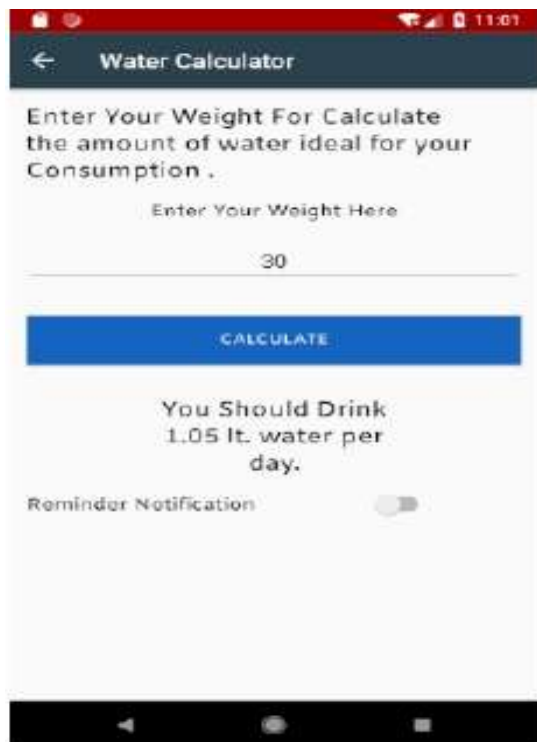 11:01
Water Calculator
Enter Your Weight For Calculate
the amount of water ideal for your
Consumption .
Enter Your Weight Here
30
CALCULATE
You Should Drink
1.05 lt. water per
day.
Reminder Notification